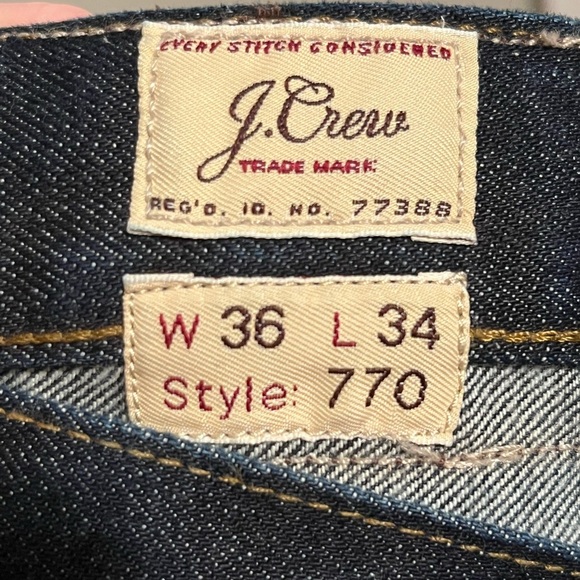 EVERY STITCH CONSIDERED
J.Crew
TRADE MARK
REG'D. ID. NO. 77388
W 36 L 34
Style: 770